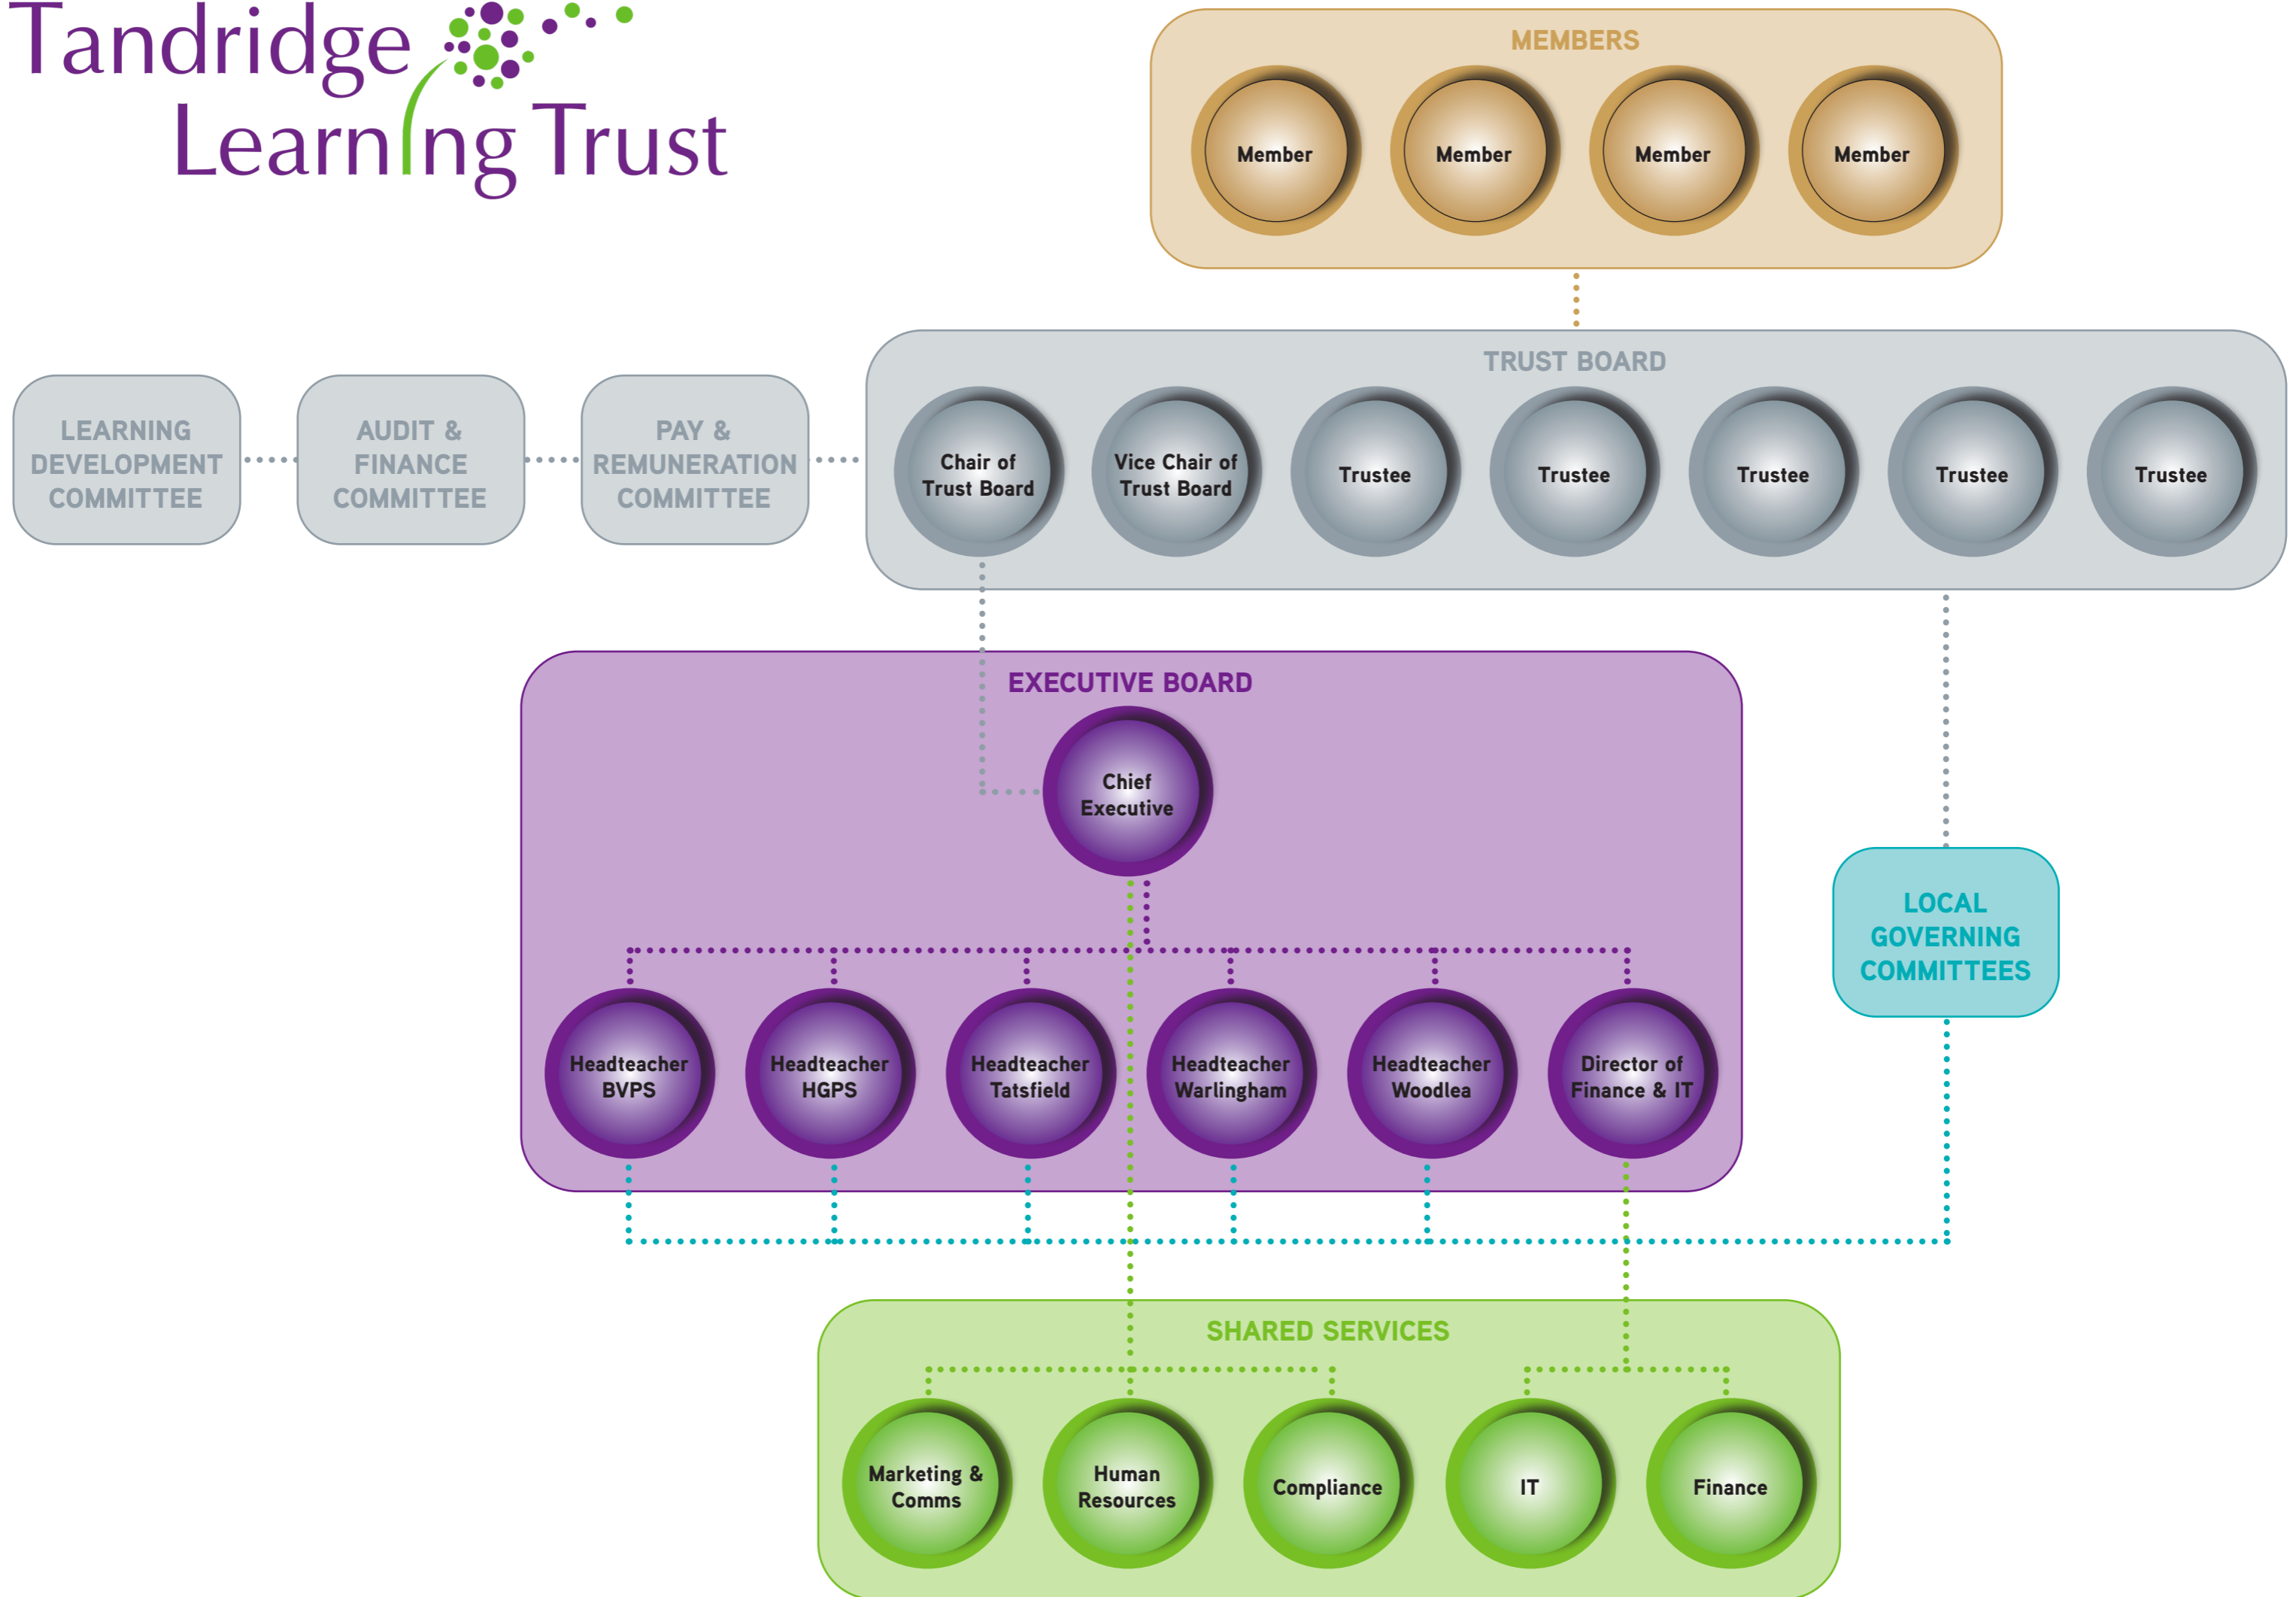 Tandridge
Learning Trust
MEMBERS
Member
Member
Member
Member
TRUST BOARD
LEARNING
DEVELOPMENT
COMMITTEE
AUDIT &
FINANCE
COMMITTEE
PAY &
REMUNERATION
COMMITTEE
Chair of
Trust Board
Vice Chair of
Trust Board
Trustee
Trustee
Trustee
Trustee
Trustee
EXECUTIVE BOARD
Chief
Executive
LOCAL
GOVERNING
COMMITTEES
Headteacher
BVPS
Headteacher
HGPS
Headteacher
Tatsfield
Headteacher
Warlingham
Headteacher
Woodlea
Director of
Finance & IT
SHARED SERVICES
Marketing &
Comms
Human
Resources
Compliance
IT
Finance